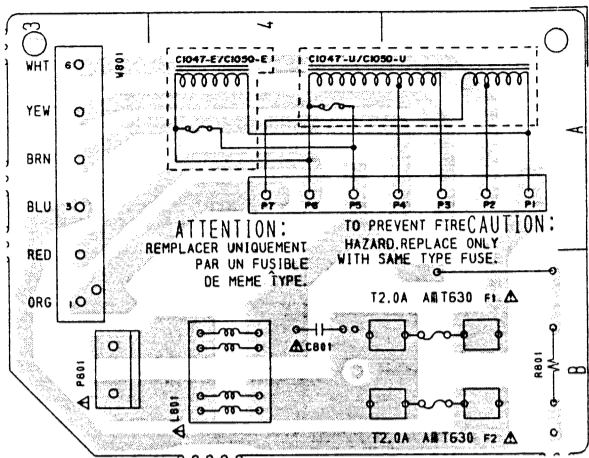 3
4
C1047-E/C1050-E
C1047-U/C1050-U
W801
WHT 6
YEW
BRN
BLU 3
RED
ORG 1
A
P7 P6 P5 P4 P3 P2 P1
ATTENTION:
REMPLACER UNIQUEMENT
PAR UN FUSIBLE
DE MEME TYPE.
CAUTION:
TO PREVENT FIRE
HAZARD.REPLACE ONLY
WITH SAME TYPE FUSE.
T2.0A T630 F1
C801
P801
L801
R801
B
T2.0A T630 F2